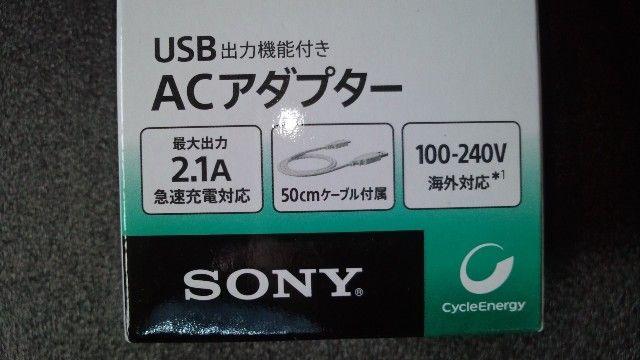 USB出力機能付き
ACアダプター
最大出力
2.1A
急速充電対応
50cmケーブル付属
100-240V
海外対応*1
SONY®
CycleEnergy